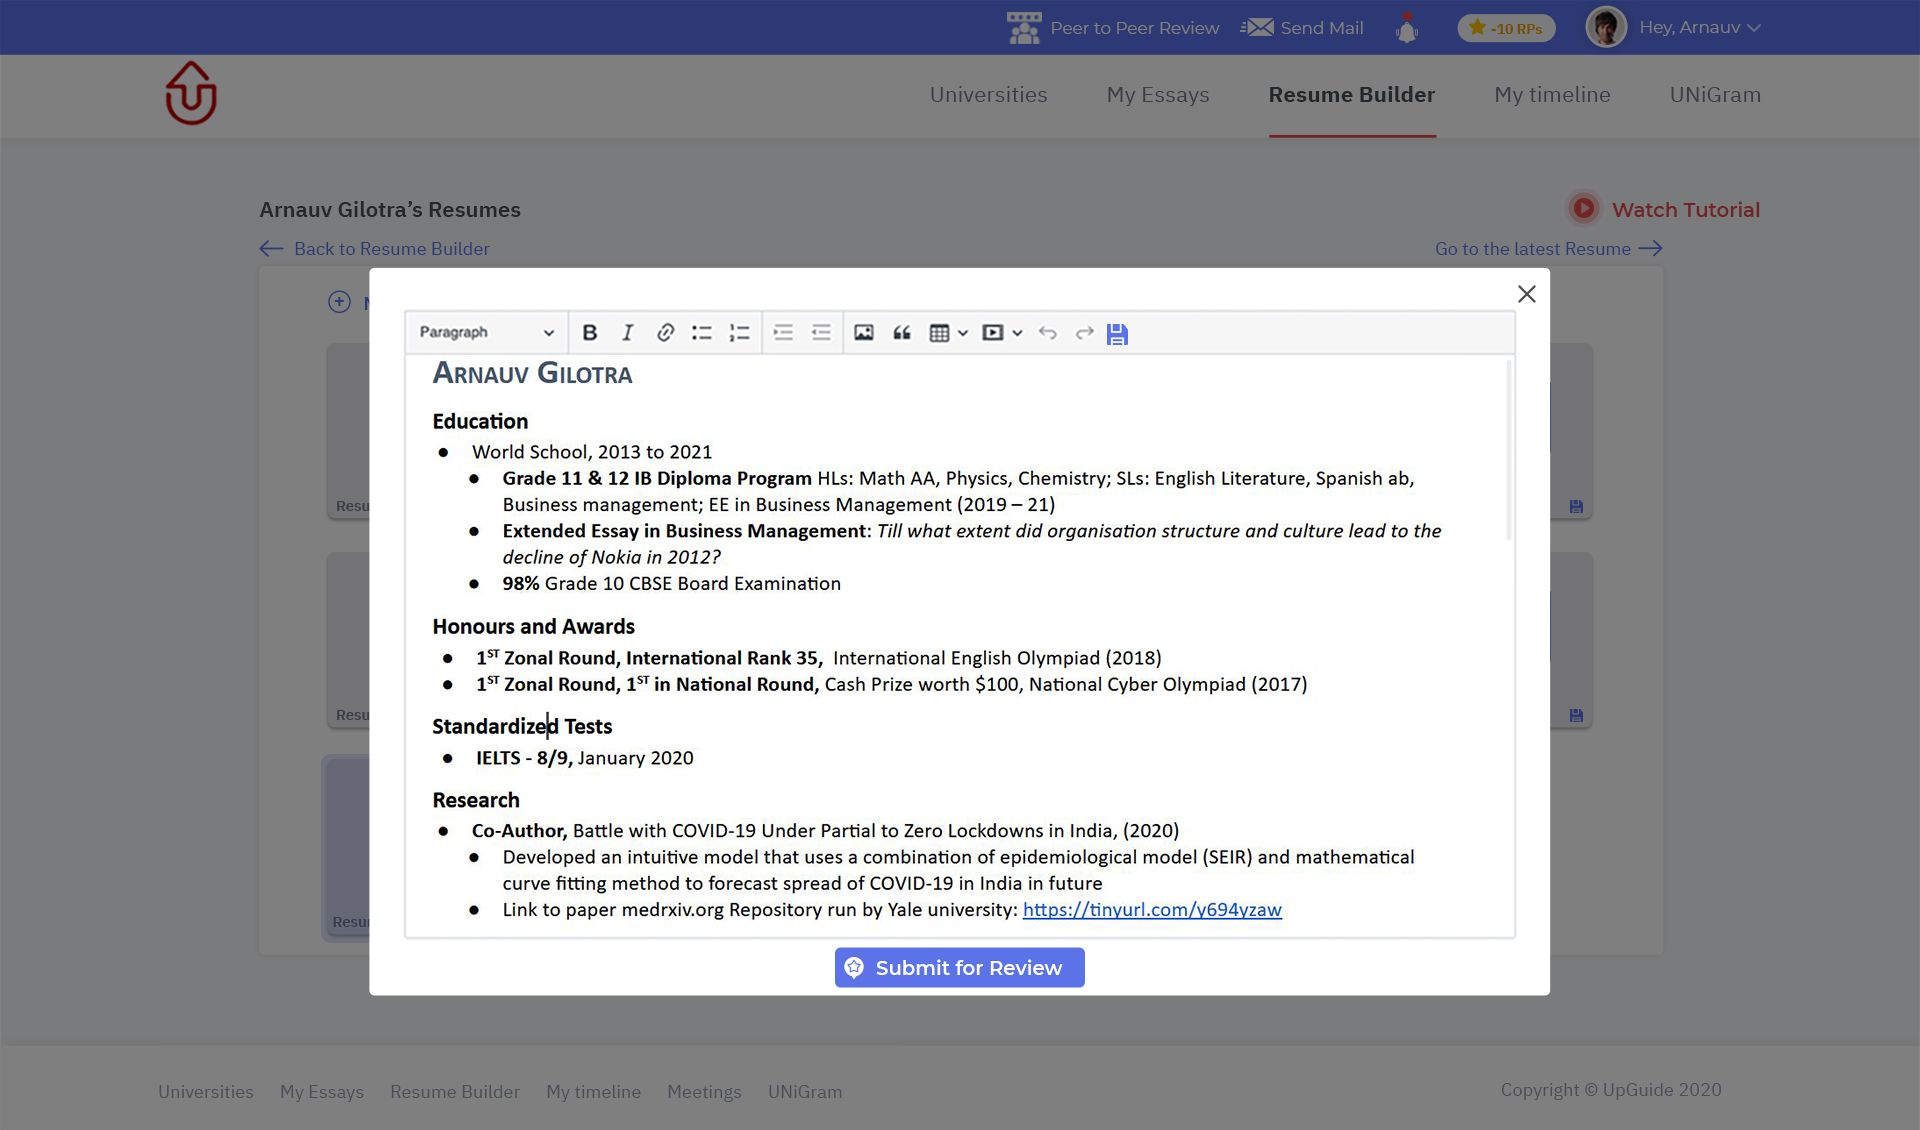 Peer to Peer Review Send Mail -10 RPs Hey, Arnauv
Universities My Essays Resume Builder My timeline UNiGram
Arnauv Gilotra’s Resumes Watch Tutorial
Back to Resume Builder Go to the latest Resume
Paragraph
ARNAUV GILOTRA
Education
● World School, 2013 to 2021
● Grade 11 & 12 IB Diploma Program HLs: Math AA, Physics, Chemistry; SLs: English Literature, Spanish ab,
Business management; EE in Business Management (2019 – 21)
● Extended Essay in Business Management: Till what extent did organisation structure and culture lead to the
decline of Nokia in 2012?
● 98% Grade 10 CBSE Board Examination
Honours and Awards
● 1ST Zonal Round, International Rank 35, International English Olympiad (2018)
● 1ST Zonal Round, 1ST in National Round, Cash Prize worth $100, National Cyber Olympiad (2017)
Standardized Tests
● IELTS - 8/9, January 2020
Research
● Co-Author, Battle with COVID-19 Under Partial to Zero Lockdowns in India, (2020)
● Developed an intuitive model that uses a combination of epidemiological model (SEIR) and mathematical
curve fitting method to forecast spread of COVID-19 in India in future
● Link to paper medrxiv.org Repository run by Yale university: https://tinyurl.com/y694yzaw
Submit for Review
Resu
Resu
Resu
Universities My Essays Resume Builder My timeline Meetings UNiGram
Copyright © UpGuide 2020